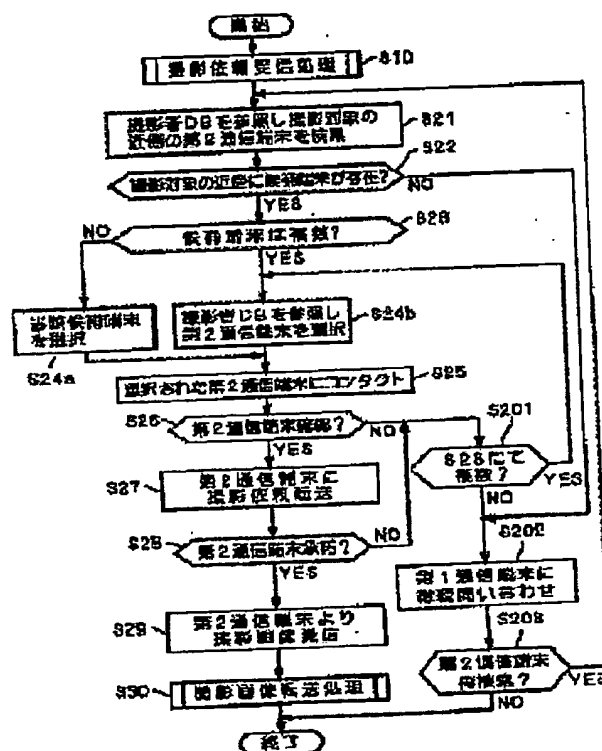 開始
撮影依頼受信処理
S10
撮影者DBを参照し撮影対象の
近傍の第2通信端末を検索
S21
撮影対象の近傍に候補端末が存在?
S22
NO
YES
候補端末は複数?
S23
NO
YES
当該候補端末
を選択
S24a
撮影者DBを参照し
第2通信端末を選択
S24b
選択された第2通信端末にコンタクト
S25
第2通信端末確認?
S26
NO
YES
S201
S23にて
複数?
YES
NO
第2通信端末に
撮影依頼転送
S27
第2通信端末承諾?
S28
NO
YES
S202
第1通信端末に
問い合わせ
第2通信端末より
撮影画像受信
S29
S203
第2通信端末
再検索?
YES
NO
撮影画像転送処理
S30
終了